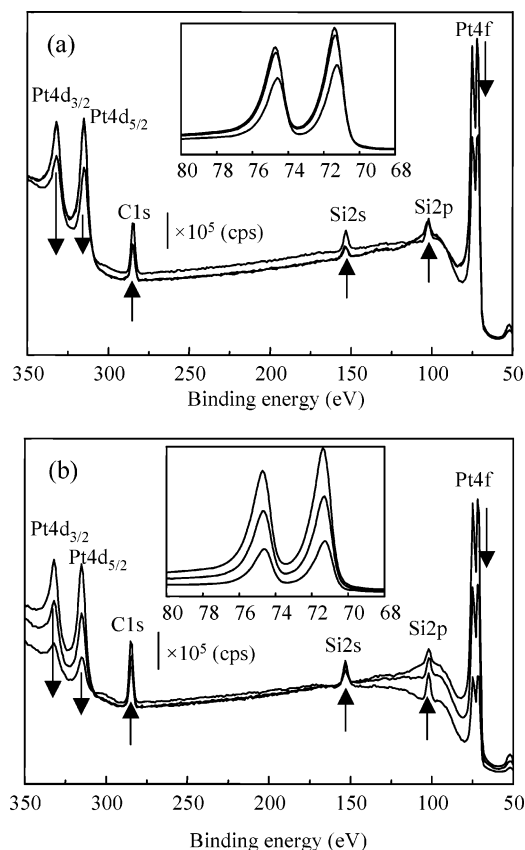 (a)
Pt4f
Pt4d3/2
Pt4d5/2
80 78 76 74 72 70 68
C1s
×10⁵ (cps)
Si2s
Si2p
350 300 250 200 150 100 50
Binding energy (eV)
(b)
Pt4f
Pt4d3/2
Pt4d5/2
80 78 76 74 72 70 68
C1s
×10⁵ (cps)
Si2s
Si2p
350 300 250 200 150 100 50
Binding energy (eV)